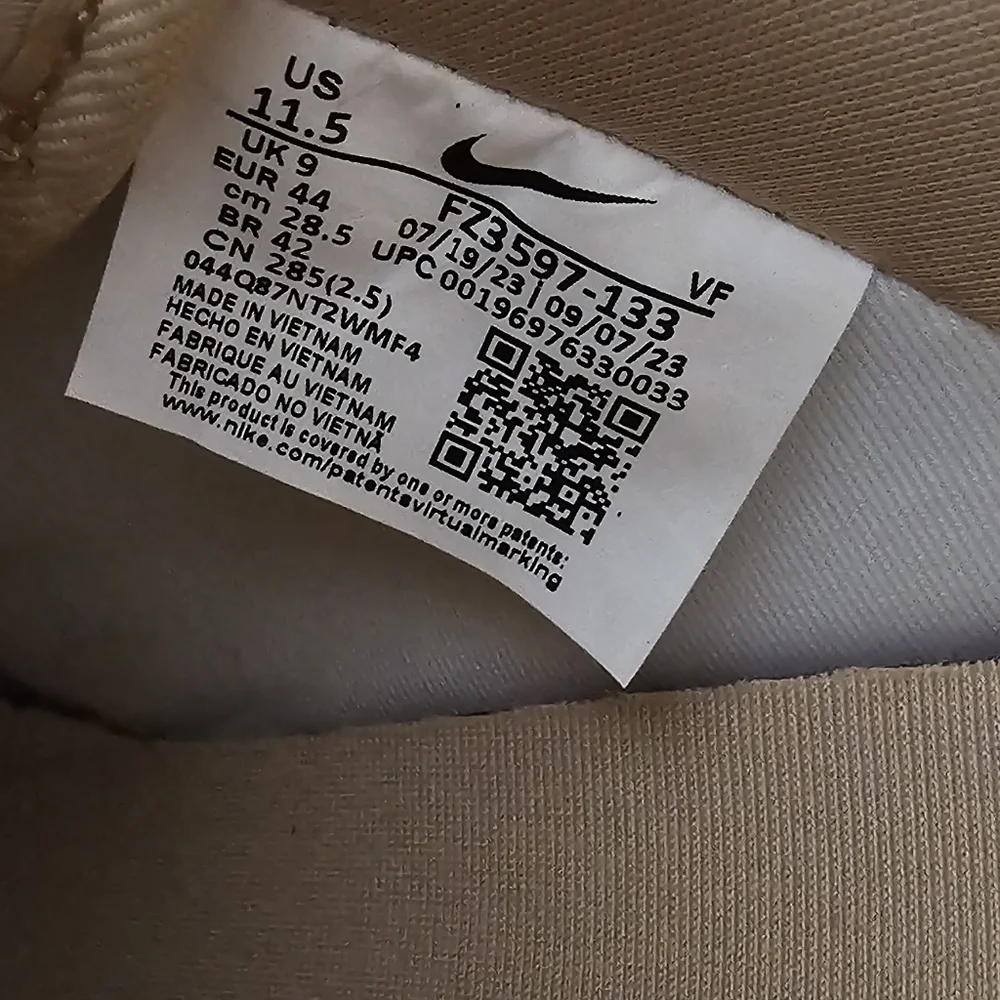 US
11.5
UK 9
EUR 44
cm 28.5
BR 42
CN 285(2.5)
044Q87NT2WMF4
MADE IN VIETNAM
HECHO EN VIETNAM
FABRIQUE AU VIETNAM
FABRICADO NO VIETNÃ
This product is covered by one or more patents:
www.nike.com/patentsvirtualmarking
FZ3597-133 VF
07/19/23 | 09/07/23
UPC 00196976330033